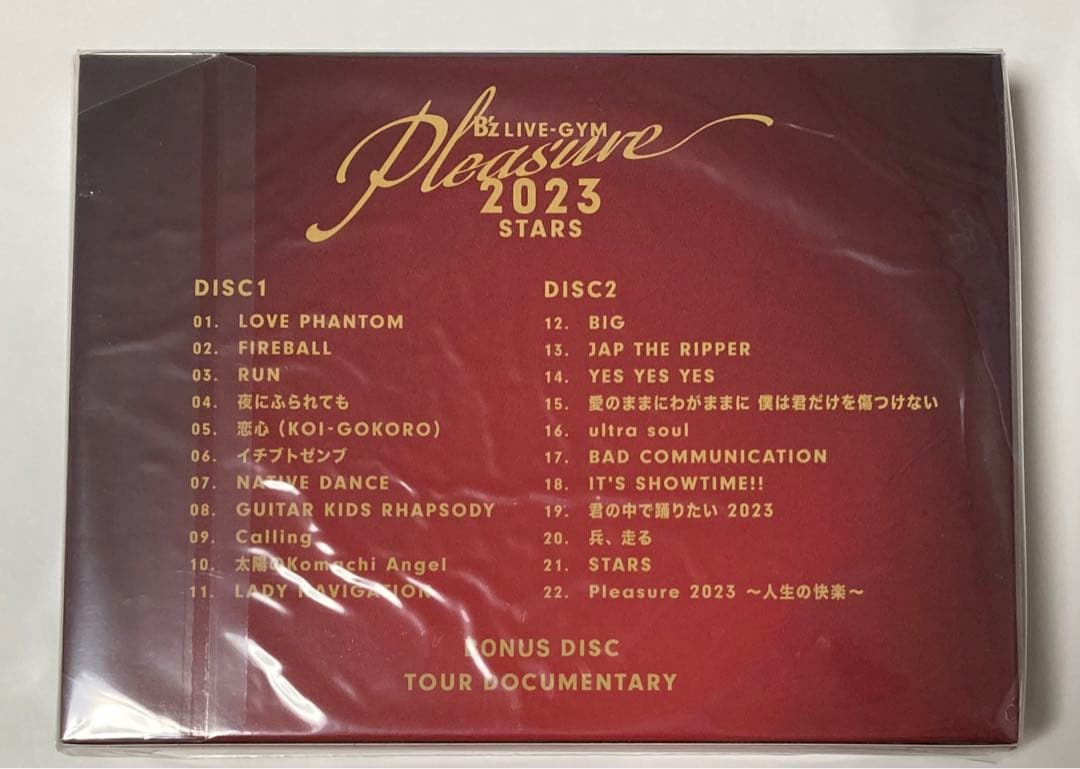 B'z LIVE-GYM
Pleasure
2023
STARS
DISC1
01. LOVE PHANTOM
02. FIREBALL
03. RUN
04. 夜にふられても
05. 恋心 (KOI-GOKORO)
06. イチブトゼンブ
07. NATIVE DANCE
08. GUITAR KIDS RHAPSODY
09. Calling
10. 太陽のKomachi Angel
11. LADY NAVIGATION
DISC2
12. BIG
13. JAP THE RIPPER
14. YES YES YES
15. 愛のままにわがままに 僕は君だけを傷つけない
16. ultra soul
17. BAD COMMUNICATION
18. IT'S SHOWTIME!!
19. 君の中で踊りたい 2023
20. 兵、走る
21. STARS
22. Pleasure 2023 〜人生の快楽〜
BONUS DISC
TOUR DOCUMENTARY